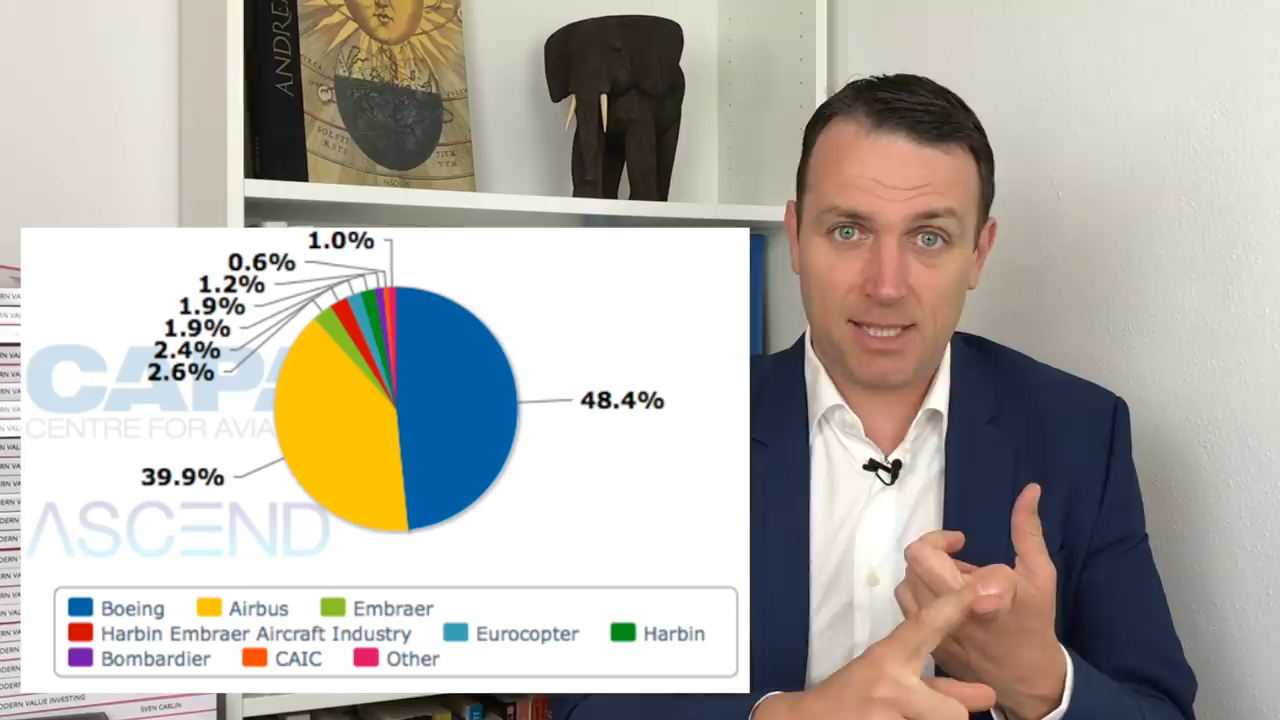 ANDREA
SOLSTI
1.0%
0.6%
1.2%
1.9%
1.9%
2.4%
2.6%
48.4%
39.9%
CAPA
CENTRE FOR AVIA
ASCEND
Boeing Airbus Embraer
Harbin Embraer Aircraft Industry Eurocopter Harbin
Bombardier CAIC Other
MODERN VALUE INVESTING
SVEN CARLIN